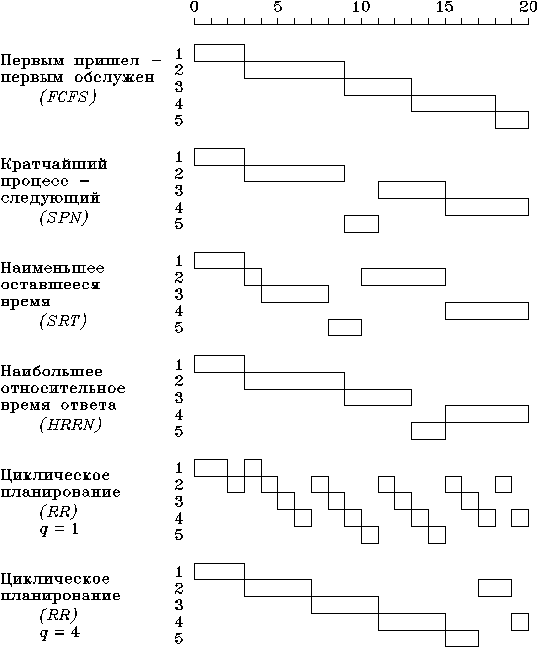 0 5 10 15 20
Первым пришел –
первым обслужен
(FCFS)
1
2
3
4
5
Кратчайший
процесс –
следующий
(SPN)
1
2
3
4
5
Наименьшее
оставшееся
время
(SRT)
1
2
3
4
5
Наибольшее
относительное
время ответа
(HRRN)
1
2
3
4
5
Циклическое
планирование
(RR)
q = 1
1
2
3
4
5
Циклическое
планирование
(RR)
q = 4
1
2
3
4
5